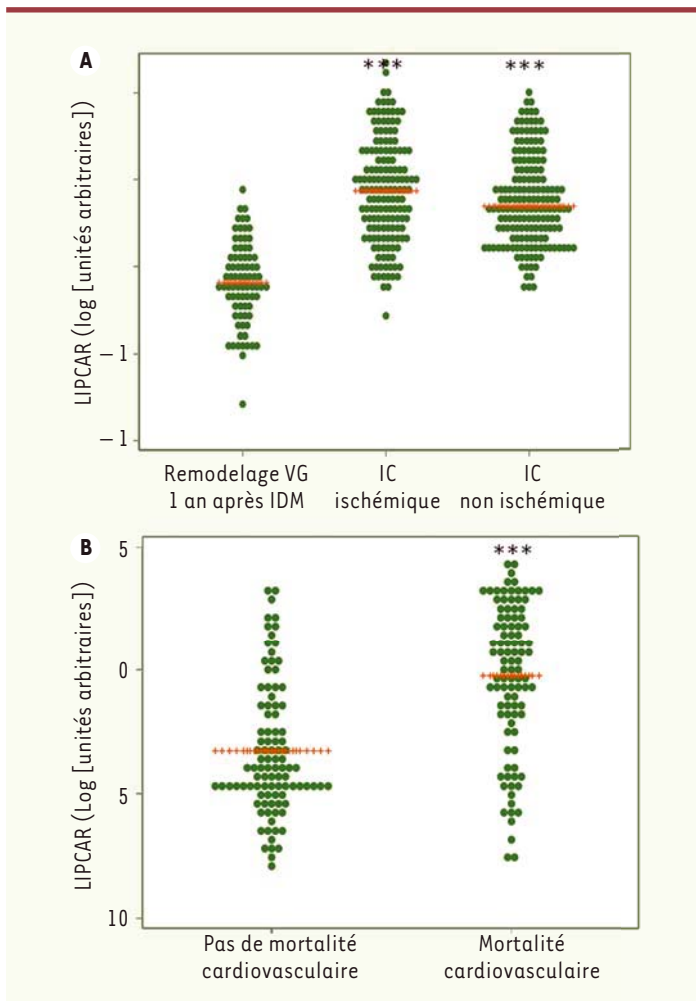 A
***
***
LIPCAR (log [unités arbitraires])
– 1
– 1
Remodelage VG
1 an après IDM
IC
ischémique
IC
non ischémique
B
***
LIPCAR (Log [unités arbitraires])
5
0
5
10
Pas de mortalité
cardiovasculaire
Mortalité
cardiovasculaire